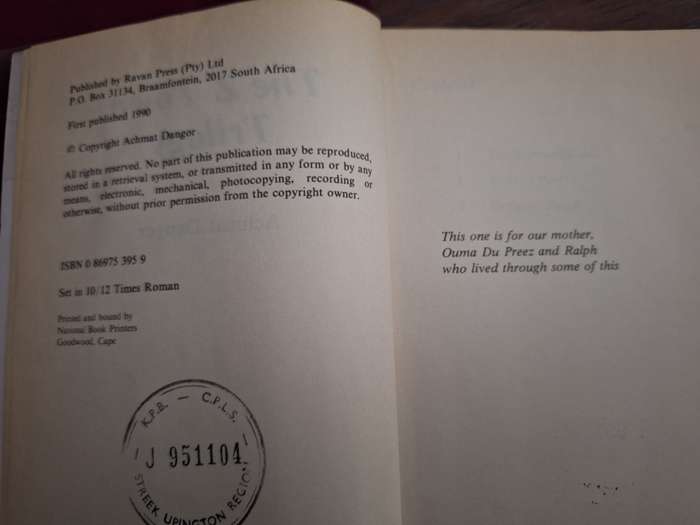 Published by Ravan Press (Pty) Ltd
P.O. Box 31134, Braamfontein, 2017 South Africa
First published 1990
© Copyright Achmat Dangor
All rights reserved. No part of this publication may be reproduced,
stored in a retrieval system, or transmitted in any form or by any
means, electronic, mechanical, photocopying, recording or
otherwise, without prior permission from the copyright owner.
ISBN 0 86975 395 9
Set in 10/12 Times Roman
Printed and bound by
National Book Printers
Goodwood, Cape
K.P.B. — C.P.L.S.
J 951104
STREEK UPINGTON REGION
This one is for our mother,
Ouma Du Preez and Ralph
who lived through some of this